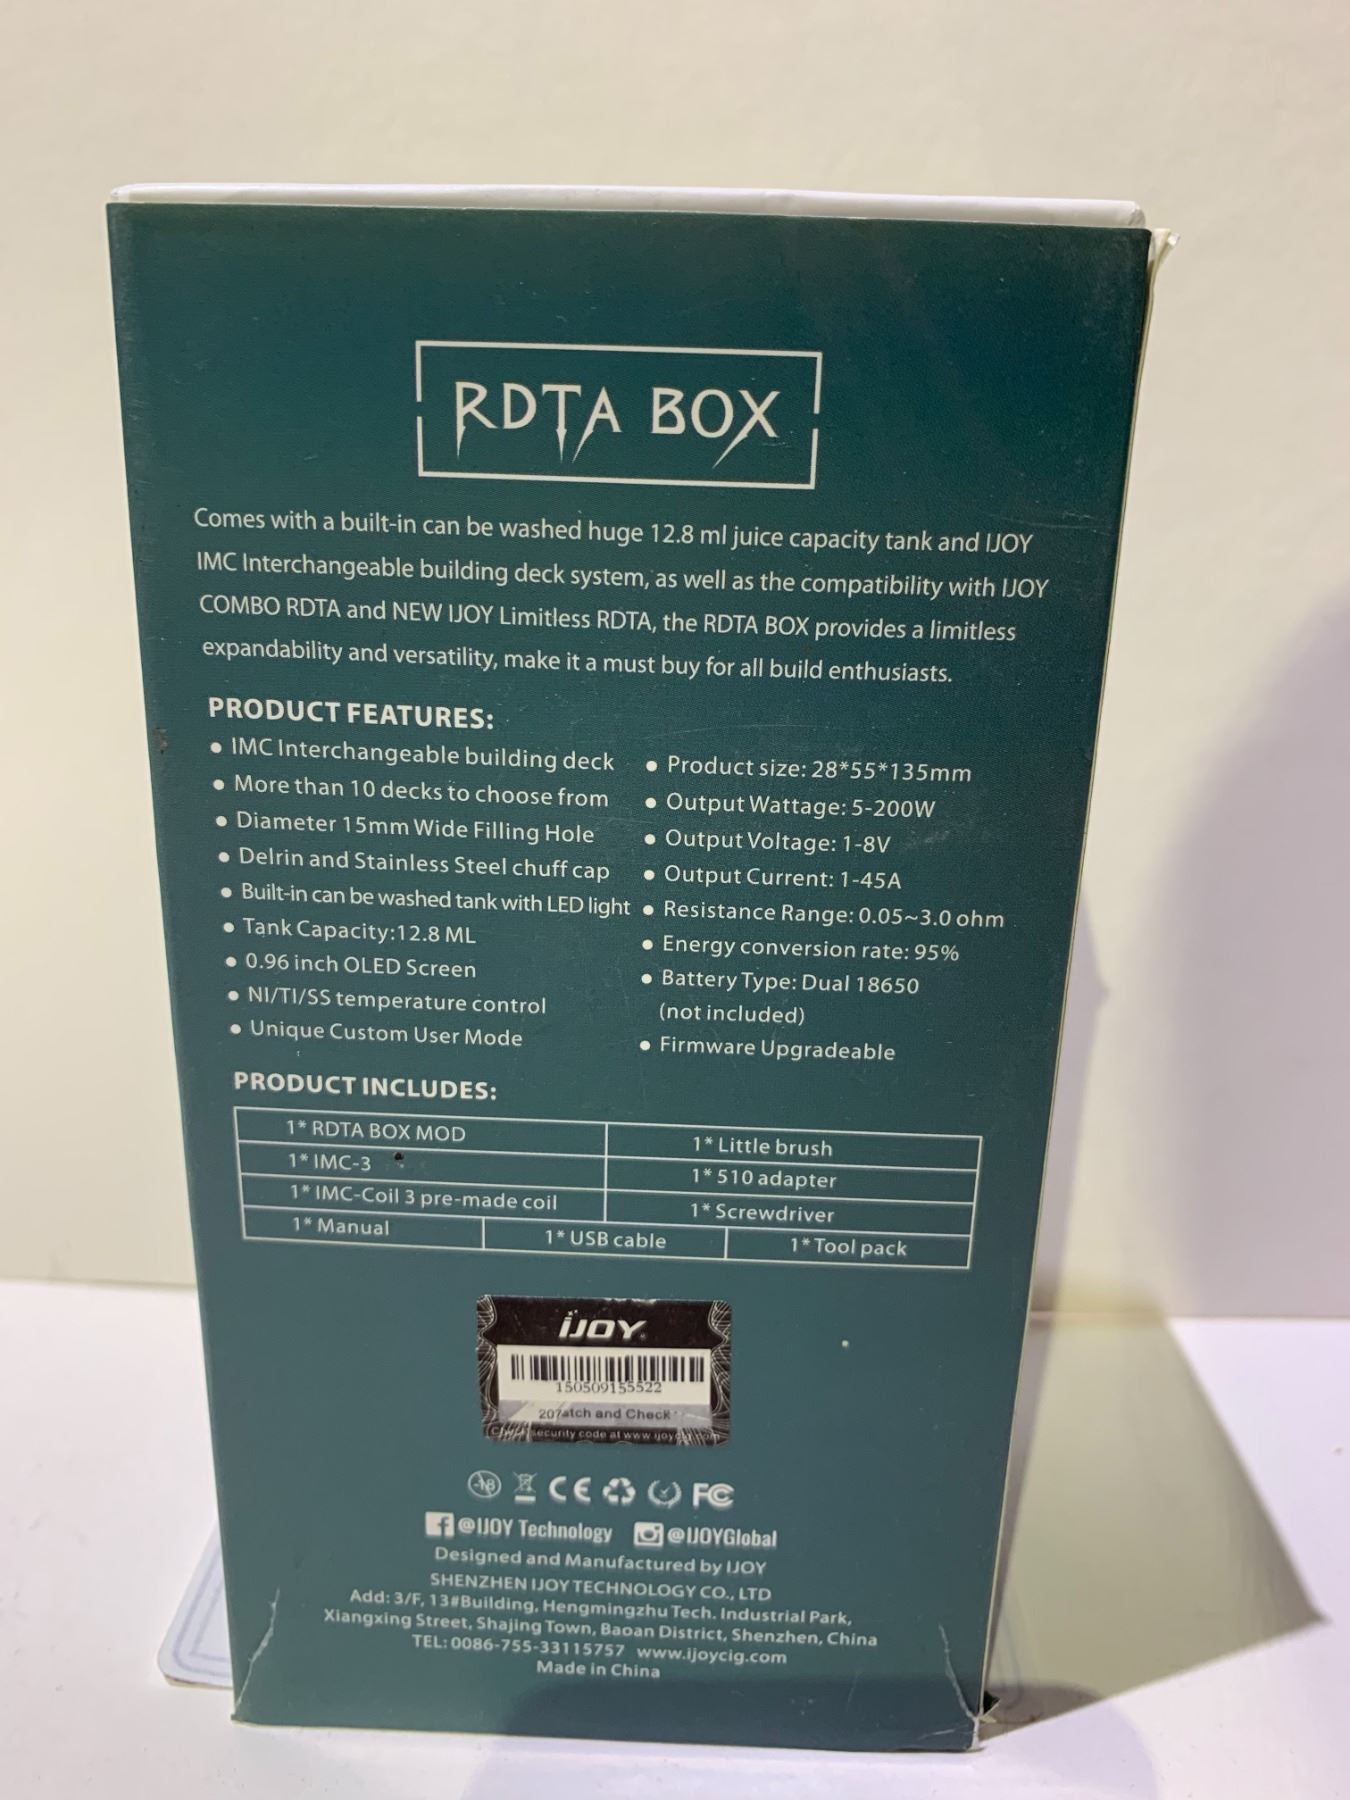 RDTA BOX
Comes with a built-in can be washed huge 12.8 ml juice capacity tank and IJOY
IMC Interchangeable building deck system, as well as the compatibility with IJOY
COMBO RDTA and NEW IJOY Limitless RDTA, the RDTA BOX provides a limitless
expandability and versatility, make it a must buy for all build enthusiasts.
PRODUCT FEATURES:
• IMC Interchangeable building deck
• More than 10 decks to choose from
• Diameter 15mm Wide Filling Hole
• Delrin and Stainless Steel chuff cap
• Built-in can be washed tank with LED light
• Tank Capacity:12.8 ML
• 0.96 inch OLED Screen
• NI/TI/SS temperature control
• Unique Custom User Mode
• Product size: 28*55*135mm
• Output Wattage: 5-200W
• Output Voltage: 1-8V
• Output Current: 1-45A
• Resistance Range: 0.05~3.0 ohm
• Energy conversion rate: 95%
• Battery Type: Dual 18650
(not included)
• Firmware Upgradeable
PRODUCT INCLUDES:
1* RDTA BOX MOD 1* Little brush
1* IMC-3 1* 510 adapter
1* IMC-Coil 3 pre-made coil 1* Screwdriver
1* Manual 1* USB cable 1* Tool pack
IJOY
150509155522
and Check
security code at www
-18 CE FC
@IJOY Technology @IJOYGlobal
Designed and Manufactured by IJOY
SHENZHEN IJOY TECHNOLOGY CO., LTD
Add: 3/F, 13#Building, Hengmingzhu Tech. Industrial Park,
Xiangxing Street, Shajing Town, Baoan District, Shenzhen, China
TEL: 0086-755-33115757 www.ijoycig.com
Made in China